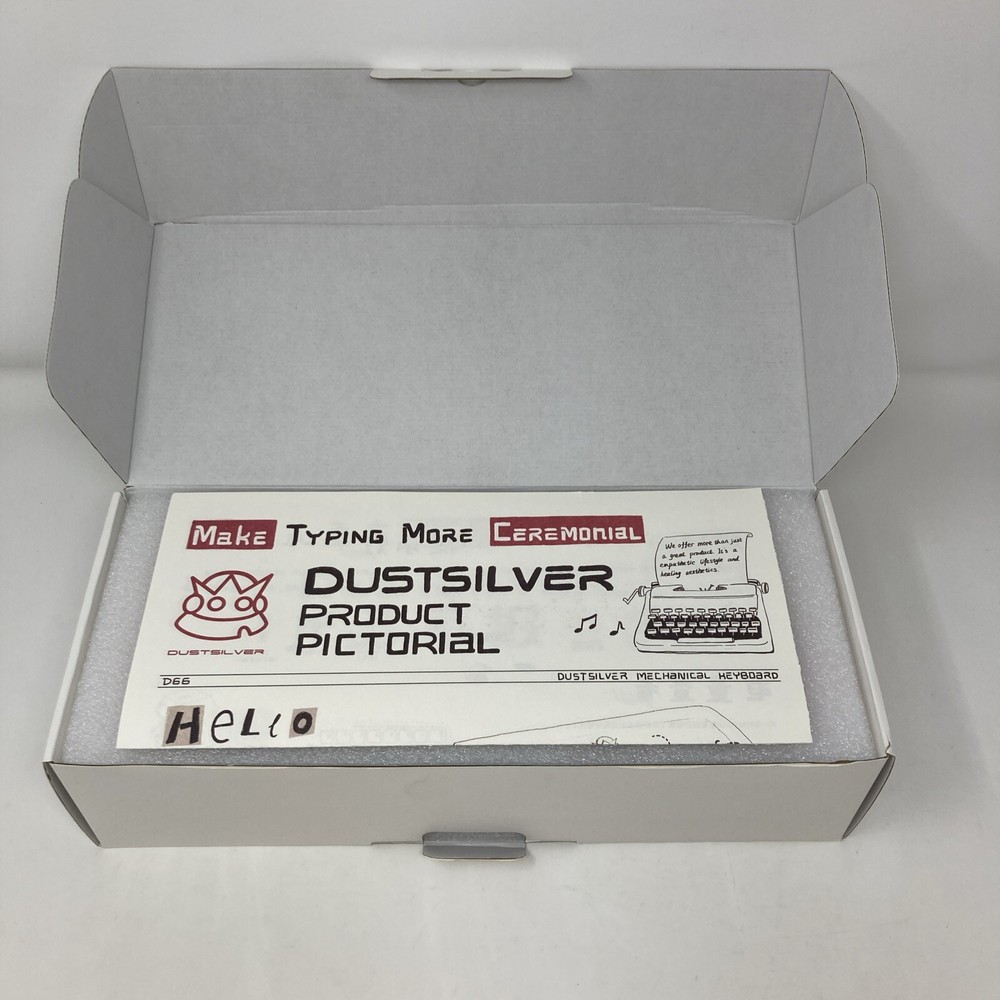 Make TYPING MORE CEREMONIAL
DUSTSILVER
PRODUCT
PICTORIAL
DUSTSILVER
We offer more than just
a great product. It's a
empathetic lifestyle and
healing aesthetics.
D66
DUSTSILVER MECHANICAL KEYBOARD
HeLlo